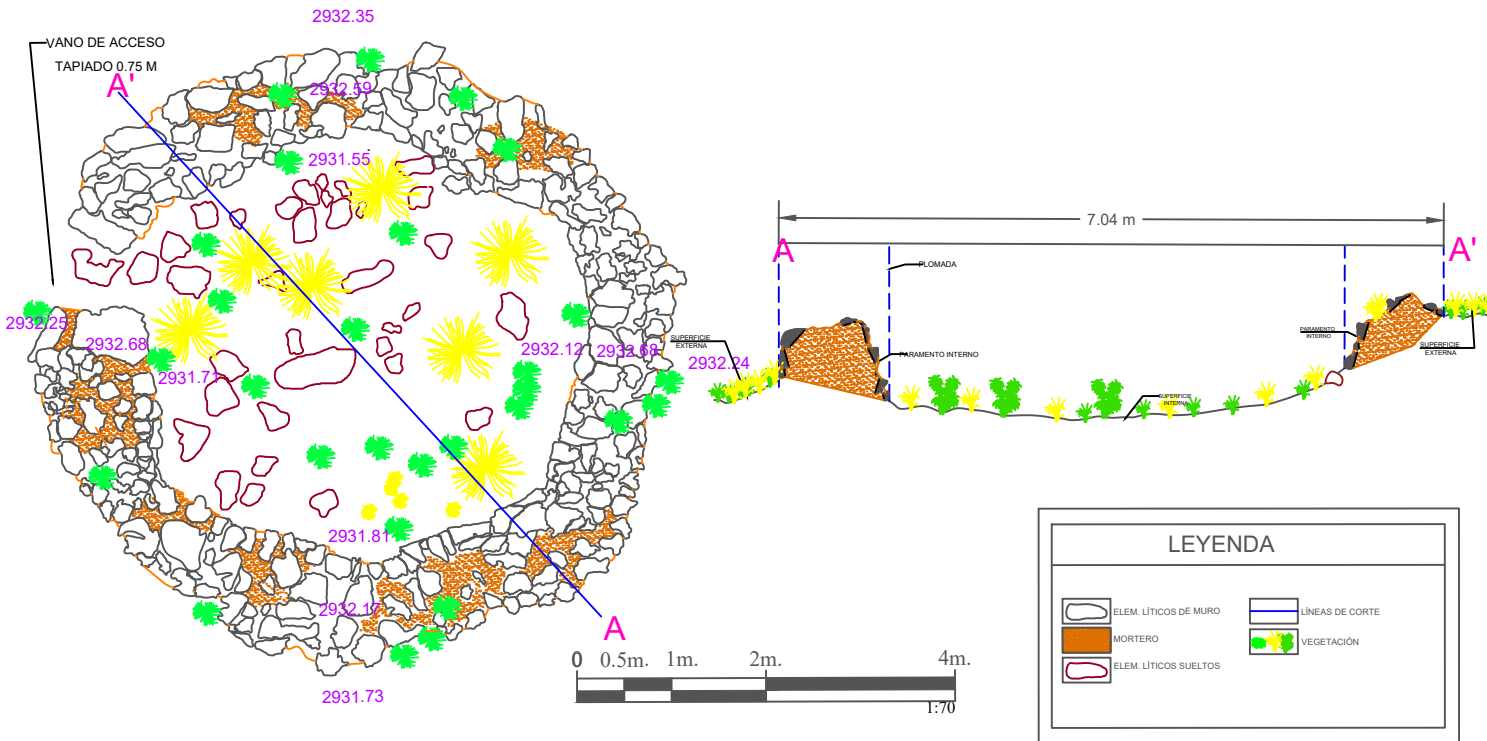 2932.35
VANO DE ACCESO
TAPIADO 0.75 M
A'
2932.59
2931.55
2932.25
2932.68
2931.71
2932.12
2932.68
2932.24
2931.81
2932.17
A
2931.73
0 0.5m. 1m. 2m. 4m.
1:70
7.04 m
A
A'
PLOMADA
SUPERFICIE
EXTERNA
PARAMENTO INTERNO
SUPERFICIE
INTERNA
PARAMENTO
INTERNO
SUPERFICIE
EXTERNA
LEYENDA
ELEM. LÍTICOS DE MURO
LÍNEAS DE CORTE
MORTERO
VEGETACIÓN
ELEM. LÍTICOS SUELTOS